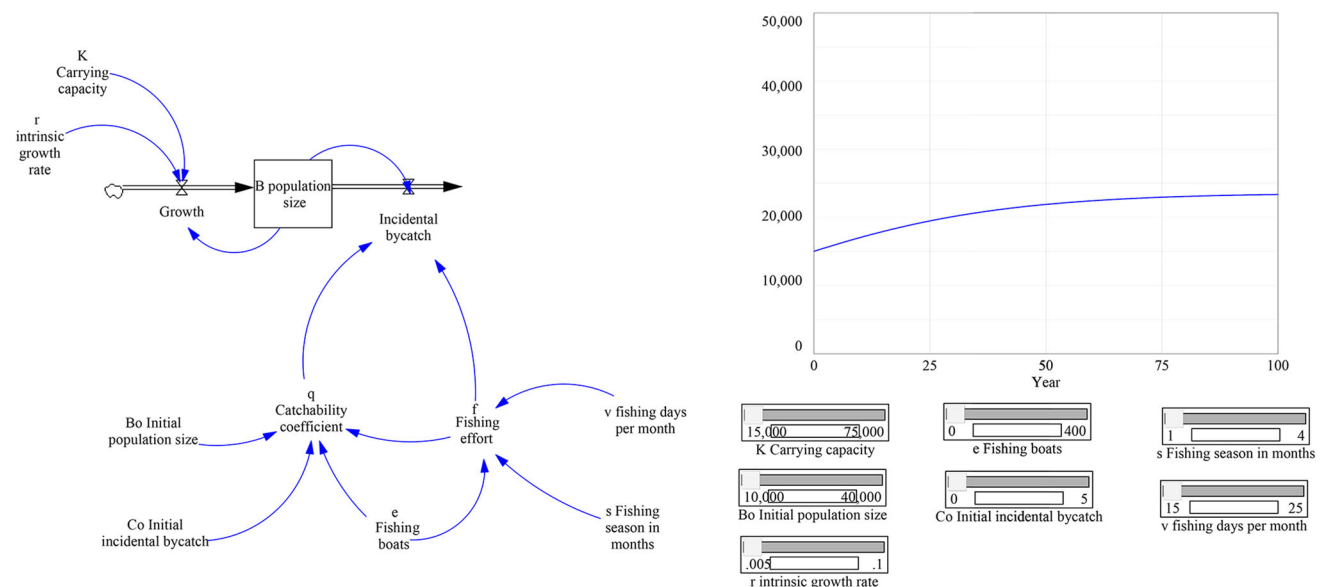 K
Carrying
capacity
r
intrinsic
growth
rate
B population
size
Growth
Incidental
bycatch
q
Catchability
coefficient
f
Fishing
effort
v fishing days
per month
Bo Initial
population size
Co Initial
incidental bycatch
e
Fishing
boats
s Fishing
season in
months
50,000
40,000
30,000
20,000
10,000
0
0 25 50 75 100
Year
15,000 75,000
K Carrying capacity
0 400
e Fishing boats
1 4
s Fishing season in months
10,000 40,000
Bo Initial population size
0 5
Co Initial incidental bycatch
15 25
v fishing days per month
.005 .1
r intrinsic growth rate